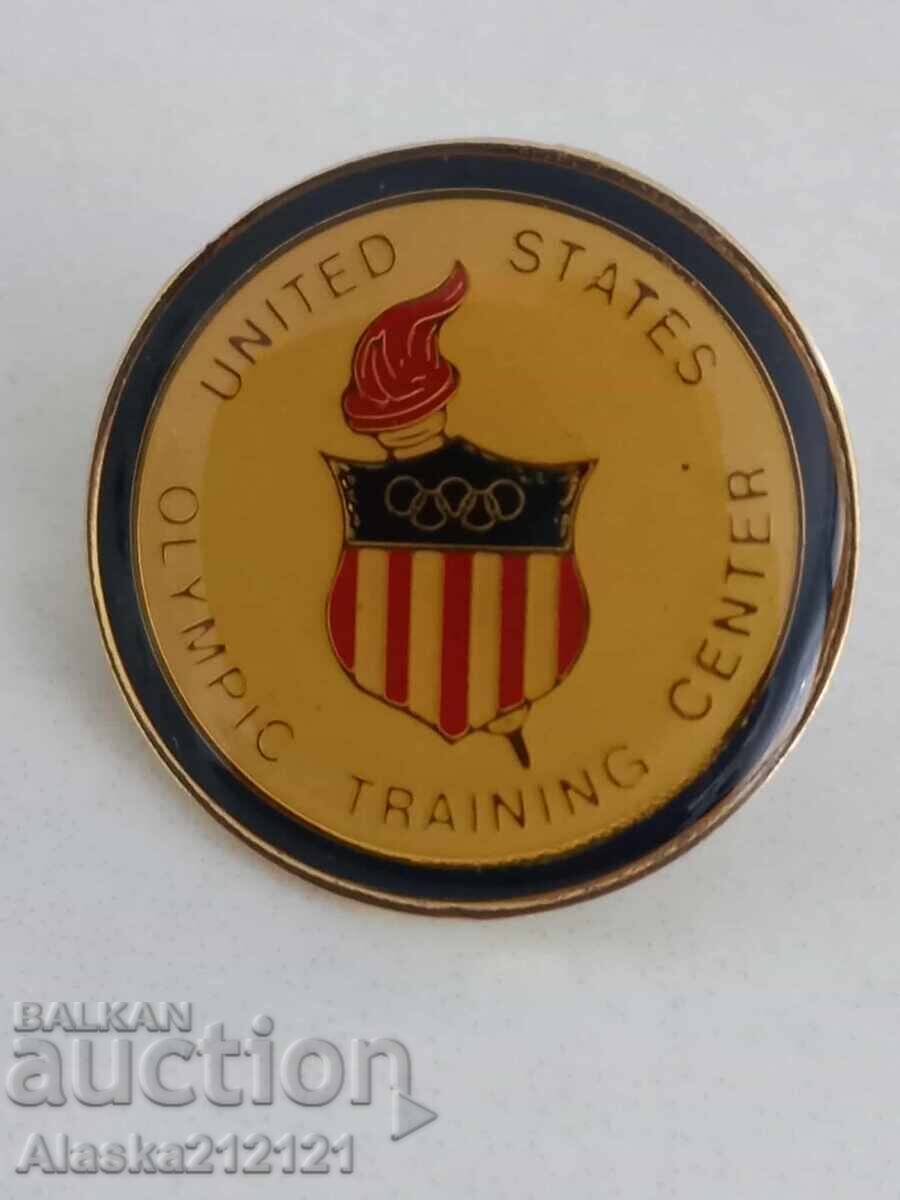 UNITED STATES
OLYMPIC TRAINING CENTER
BALKAN
auction
Alaska212121